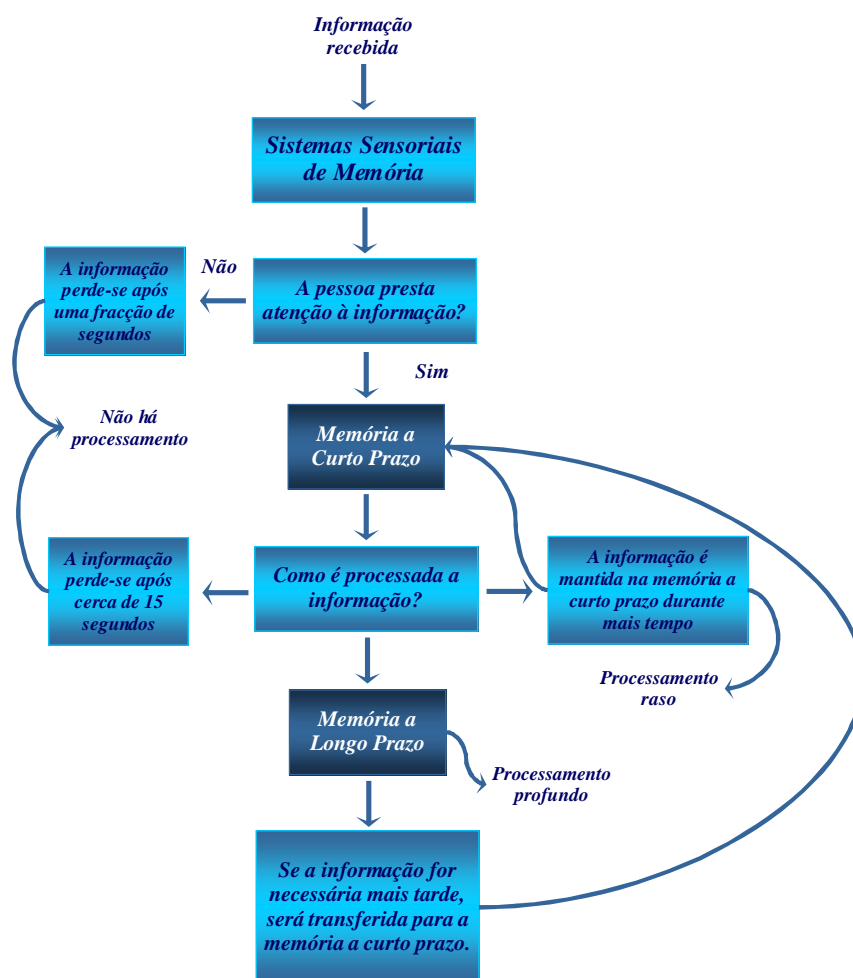 Informação
recebida
Sistemas Sensoriais
de Memória
Não
A informação
perde-se após
uma fracção de
segundos
A pessoa presta
atenção à informação?
Sim
Não há
processamento
Memória a
Curto Prazo
A informação
perde-se após
cerca de 15
segundos
Como é processada a
informação?
A informação é
mantida na memória a
curto prazo durante
mais tempo
Processamento
raso
Memória a
Longo Prazo
Processamento
profundo
Se a informação for
necessária mais tarde,
será transferida para a
memória a curto prazo.